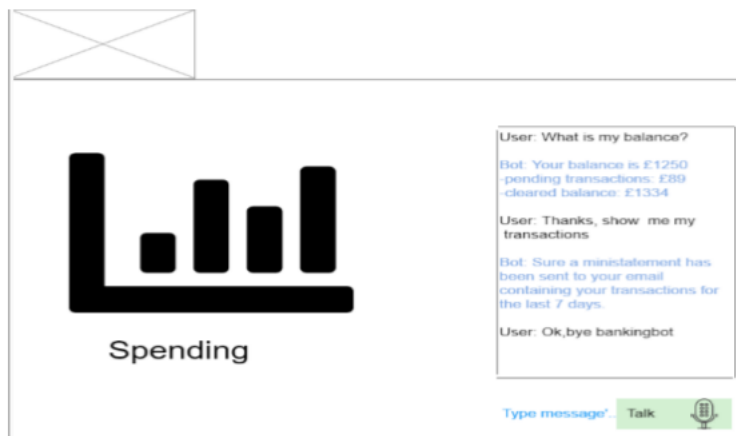 User: What is my balance?
Bot: Your balance is £1250
-pending transactions: £89
-cleared balance: £1334
User: Thanks, show me my
transactions
Bot: Sure a ministatement has
been sent to your email
containing your transactions for
the last 7 days.
User: Ok,bye bankingbot
Spending
Type message'..
Talk